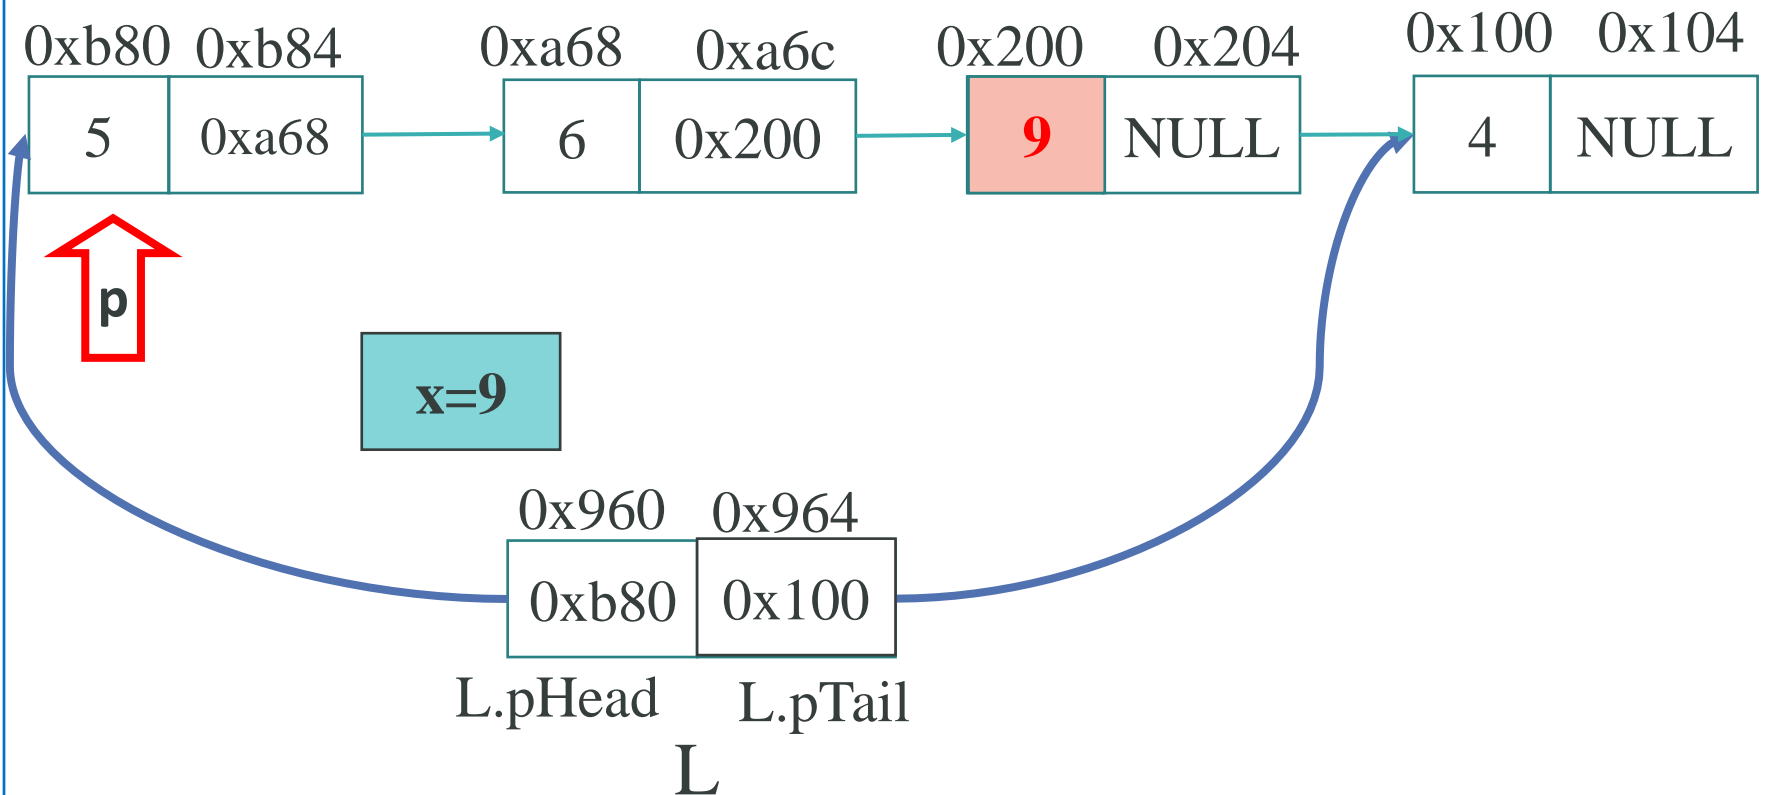 0xb80 0xb84 0xa68 0xa6c 0x200 0x204 0x100 0x104
5 0xa68 6 0x200 9 NULL 4 NULL
p
x=9
0x960 0x964
0xb80 0x100
L.pHead L.pTail
L